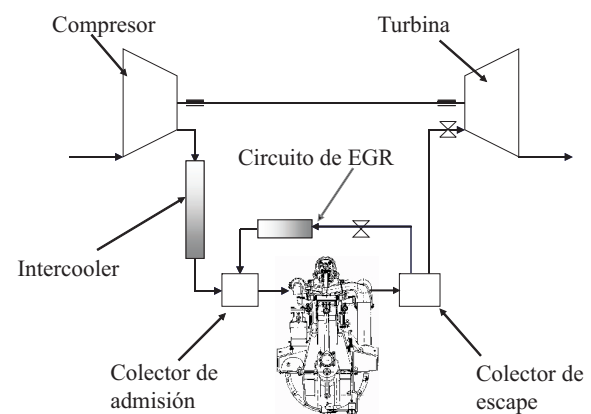 Compresor
Turbina
Circuito de EGR
Intercooler
Colector de
admisión
Colector de
escape